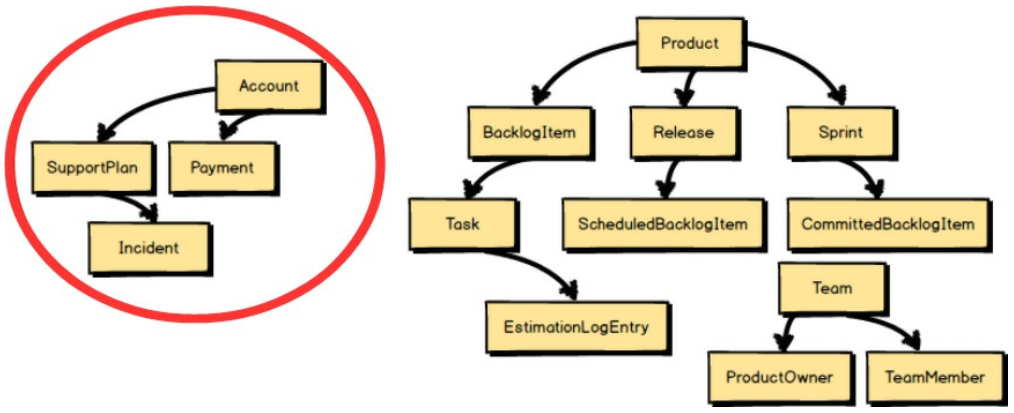 Account
SupportPlan
Payment
Incident
Product
BacklogItem
Release
Sprint
Task
ScheduledBacklogItem
CommittedBacklogItem
Team
EstimationLogEntry
ProductOwner
TeamMember